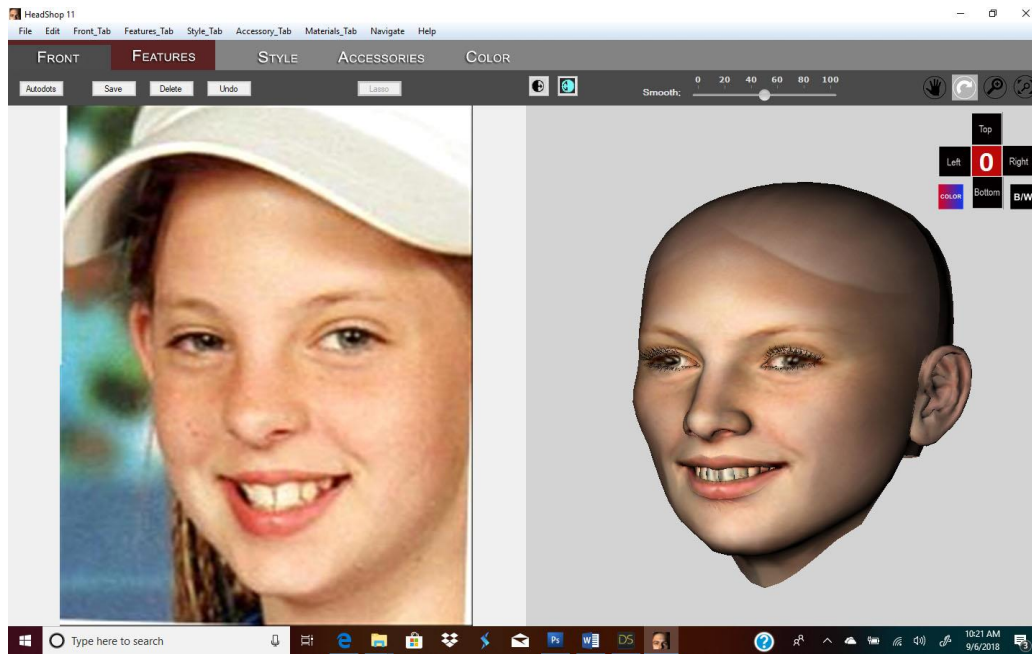 HeadShop 11
File Edit Front_Tab Features_Tab Style_Tab Accessory_Tab Materials_Tab Navigate Help
FRONT FEATURES STYLE ACCESSORIES COLOR
Autodots Save Delete Undo Lasso Smooth: 0 20 40 60 80 100
Top
Left 0 Right
COLOR Bottom B/W
Type here to search
Ps
DS
10:21 AM
9/6/2018